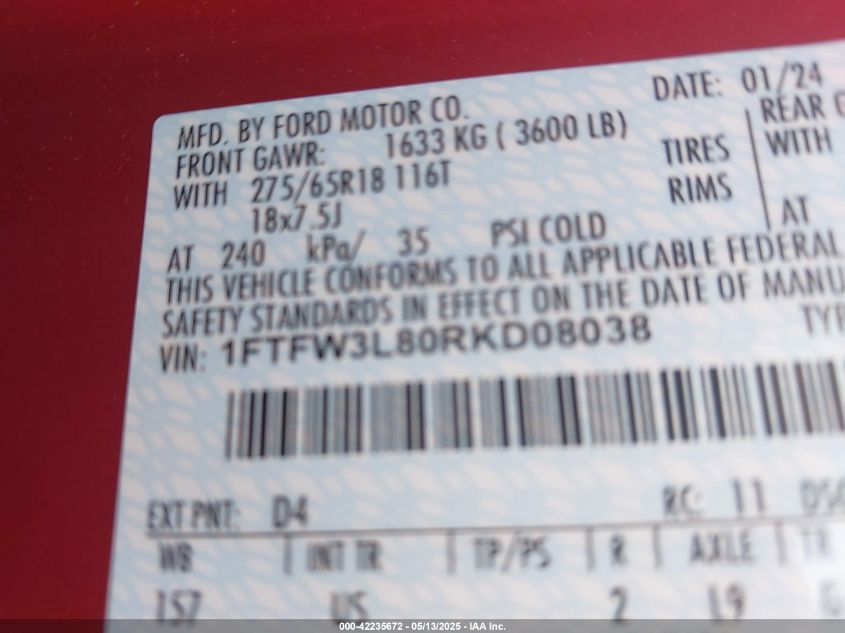 DATE: 01/24
MFD. BY FORD MOTOR CO.
FRONT GAWR: 1633 KG ( 3600 LB) REAR
WITH 275/65R18 116T TIRES WITH
18x7.5J RIMS
AT 240 kPa/ 35 PSI COLD AT
THIS VEHICLE CONFORMS TO ALL APPLICABLE FEDERAL
SAFETY STANDARDS IN EFFECT ON THE DATE OF MANU
VIN: 1FTFW3L80RKD08038 TYP
EXT PNT: D4 RC: 11 DSO
WB INT TR TP/PS R AXLE TR
157 US 2 L9
000-42235672 - 05/13/2025 - IAA Inc.